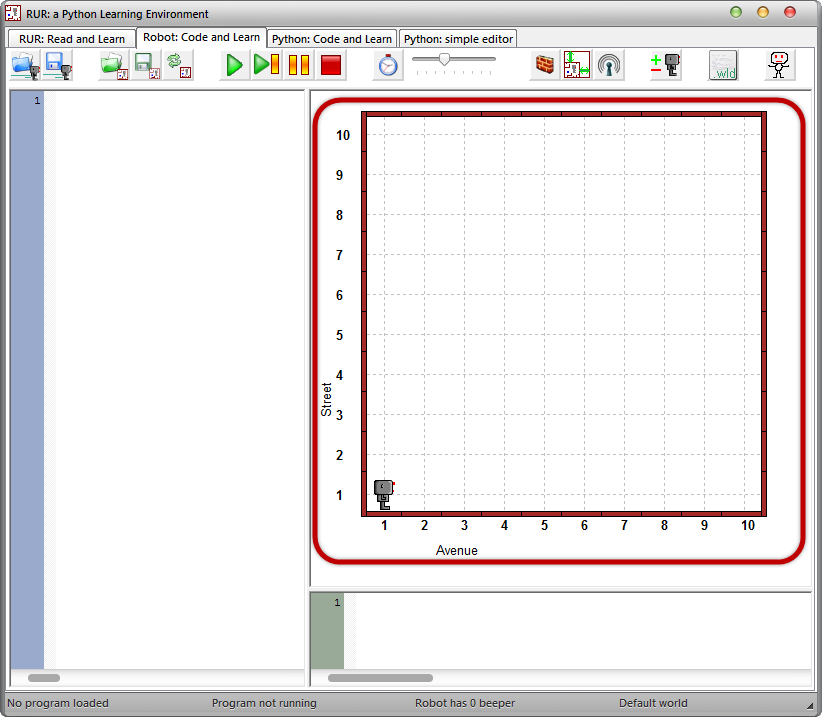 RUR: a Python Learning Environment
RUR: Read and Learn
Robot: Code and Learn
Python: Code and Learn
Python: simple editor
.wld
1
10
9
8
7
6
5
4
3
2
1
Street
1 2 3 4 5 6 7 8 9 10
Avenue
1
No program loaded
Program not running
Robot has 0 beeper
Default world